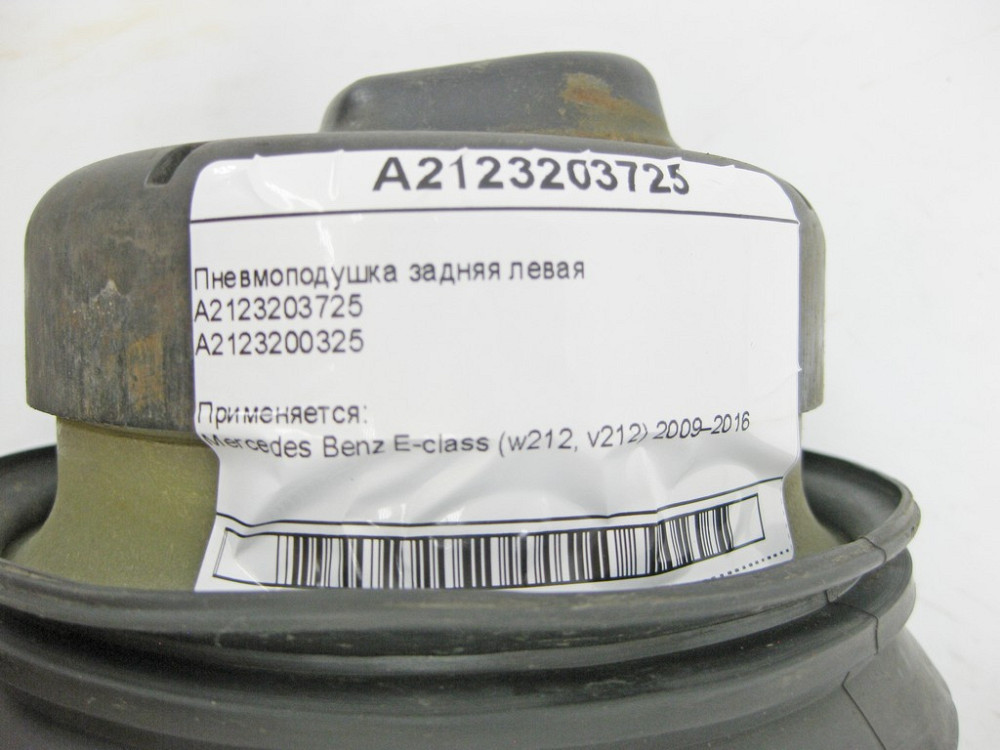 A2123203725
Пневмоподушка задняя левая
A2123203725
A2123200325
Применяется:
Mercedes Benz E-class (w212, v212) 2009-2016